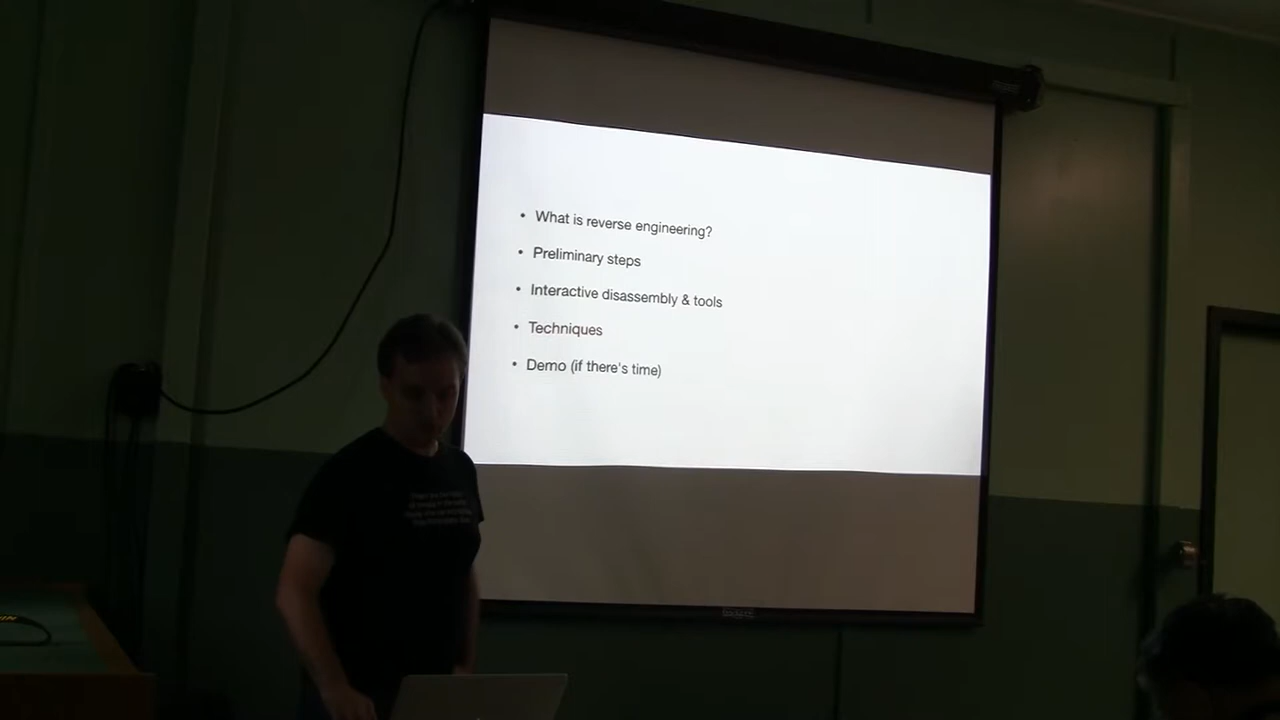 • What is reverse engineering?
• Preliminary steps
• Interactive disassembly & tools
• Techniques
• Demo (if there's time)